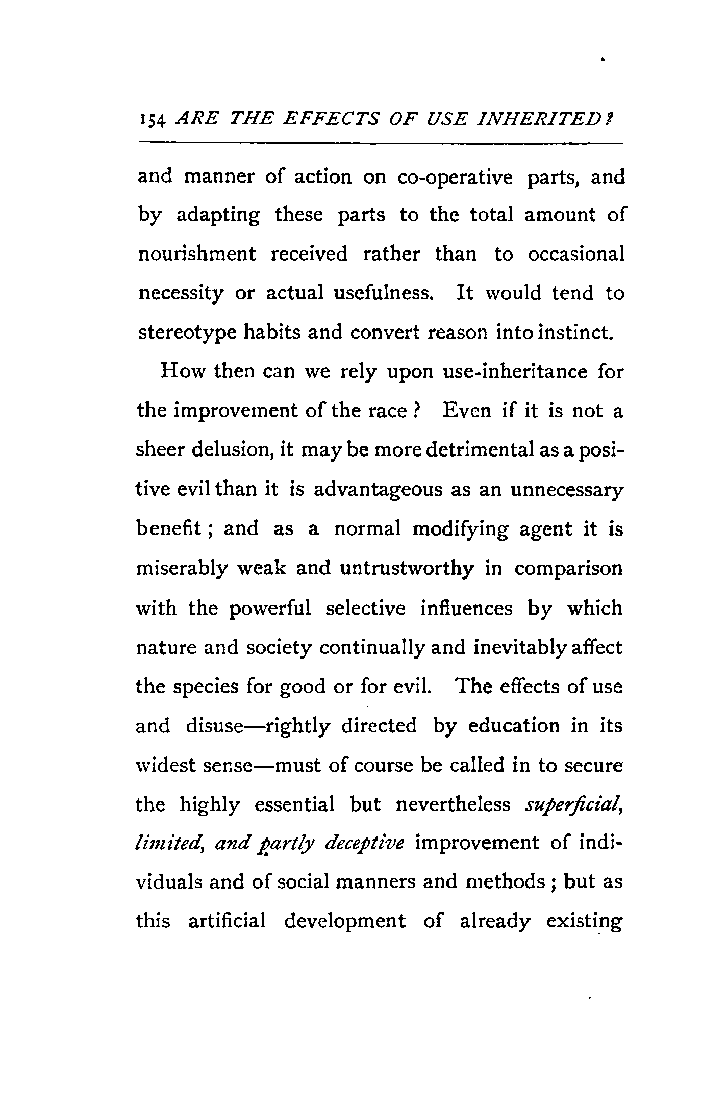 154 ARE THE EFFECTS OF USE INHERITED?
and manner of action on co-operative parts, and
by adapting these parts to the total amount of
nourishment received rather than to occasional
necessity or actual usefulness. It would tend to
stereotype habits and convert reason into instinct.
How then can we rely upon use-inheritance for
the improvement of the race? Even if it is not a
sheer delusion, it may be more detrimental as a posi-
tive evil than it is advantageous as an unnecessary
benefit; and as a normal modifying agent it is
miserably weak and untrustworthy in comparison
with the powerful selective influences by which
nature and society continually and inevitably affect
the species for good or for evil. The effects of use
and disuse—rightly directed by education in its
widest sense—must of course be called in to secure
the highly essential but nevertheless superficial,
limited, and partly deceptive improvement of indi-
viduals and of social manners and methods; but as
this artificial development of already existing